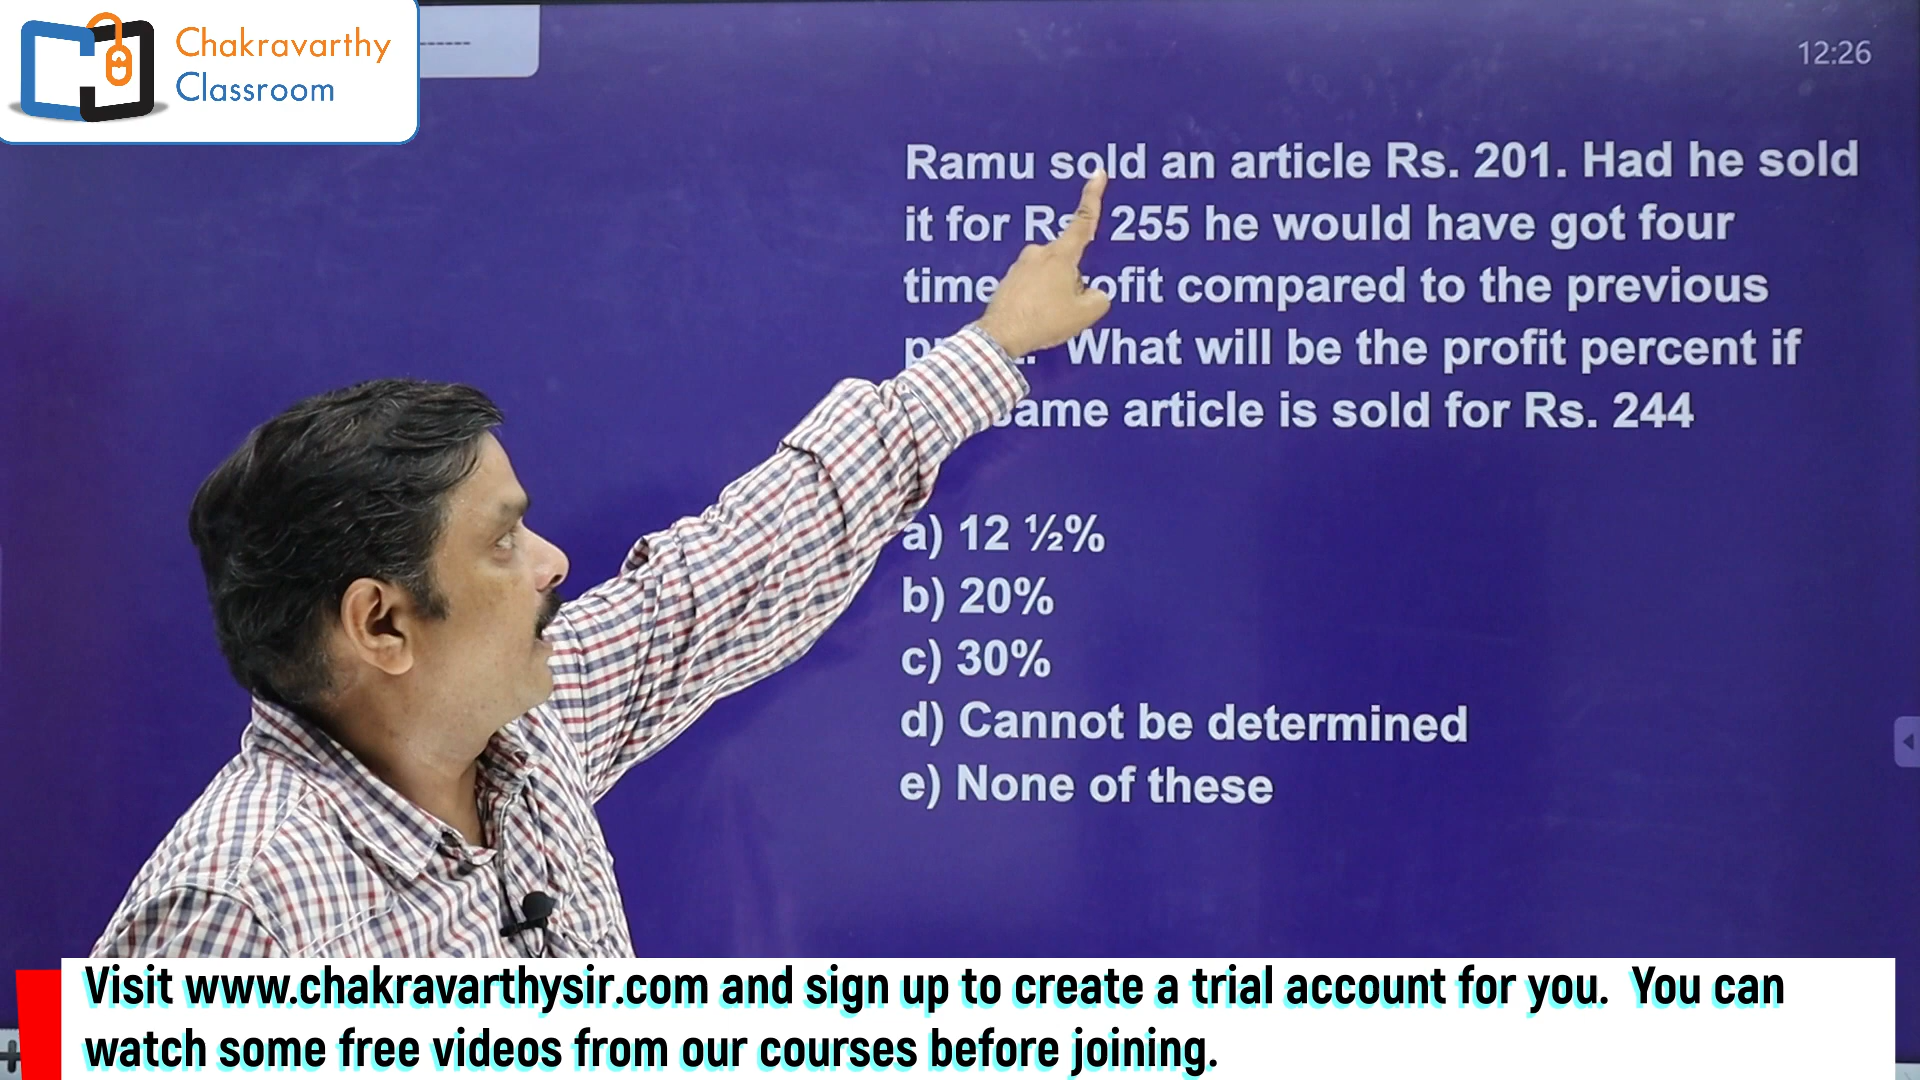 Chakravarthy
Classroom
12:26
Ramu sold an article Rs. 201. Had he sold
it for Rs. 255 he would have got four
profit compared to the previous
What will be the profit percent if
same article is sold for Rs. 244
a) 12 ½%
b) 20%
c) 30%
d) Cannot be determined
e) None of these
Visit www.chakravarthysir.com and sign up to create a trial account for you. You can
watch some free videos from our courses before joining.